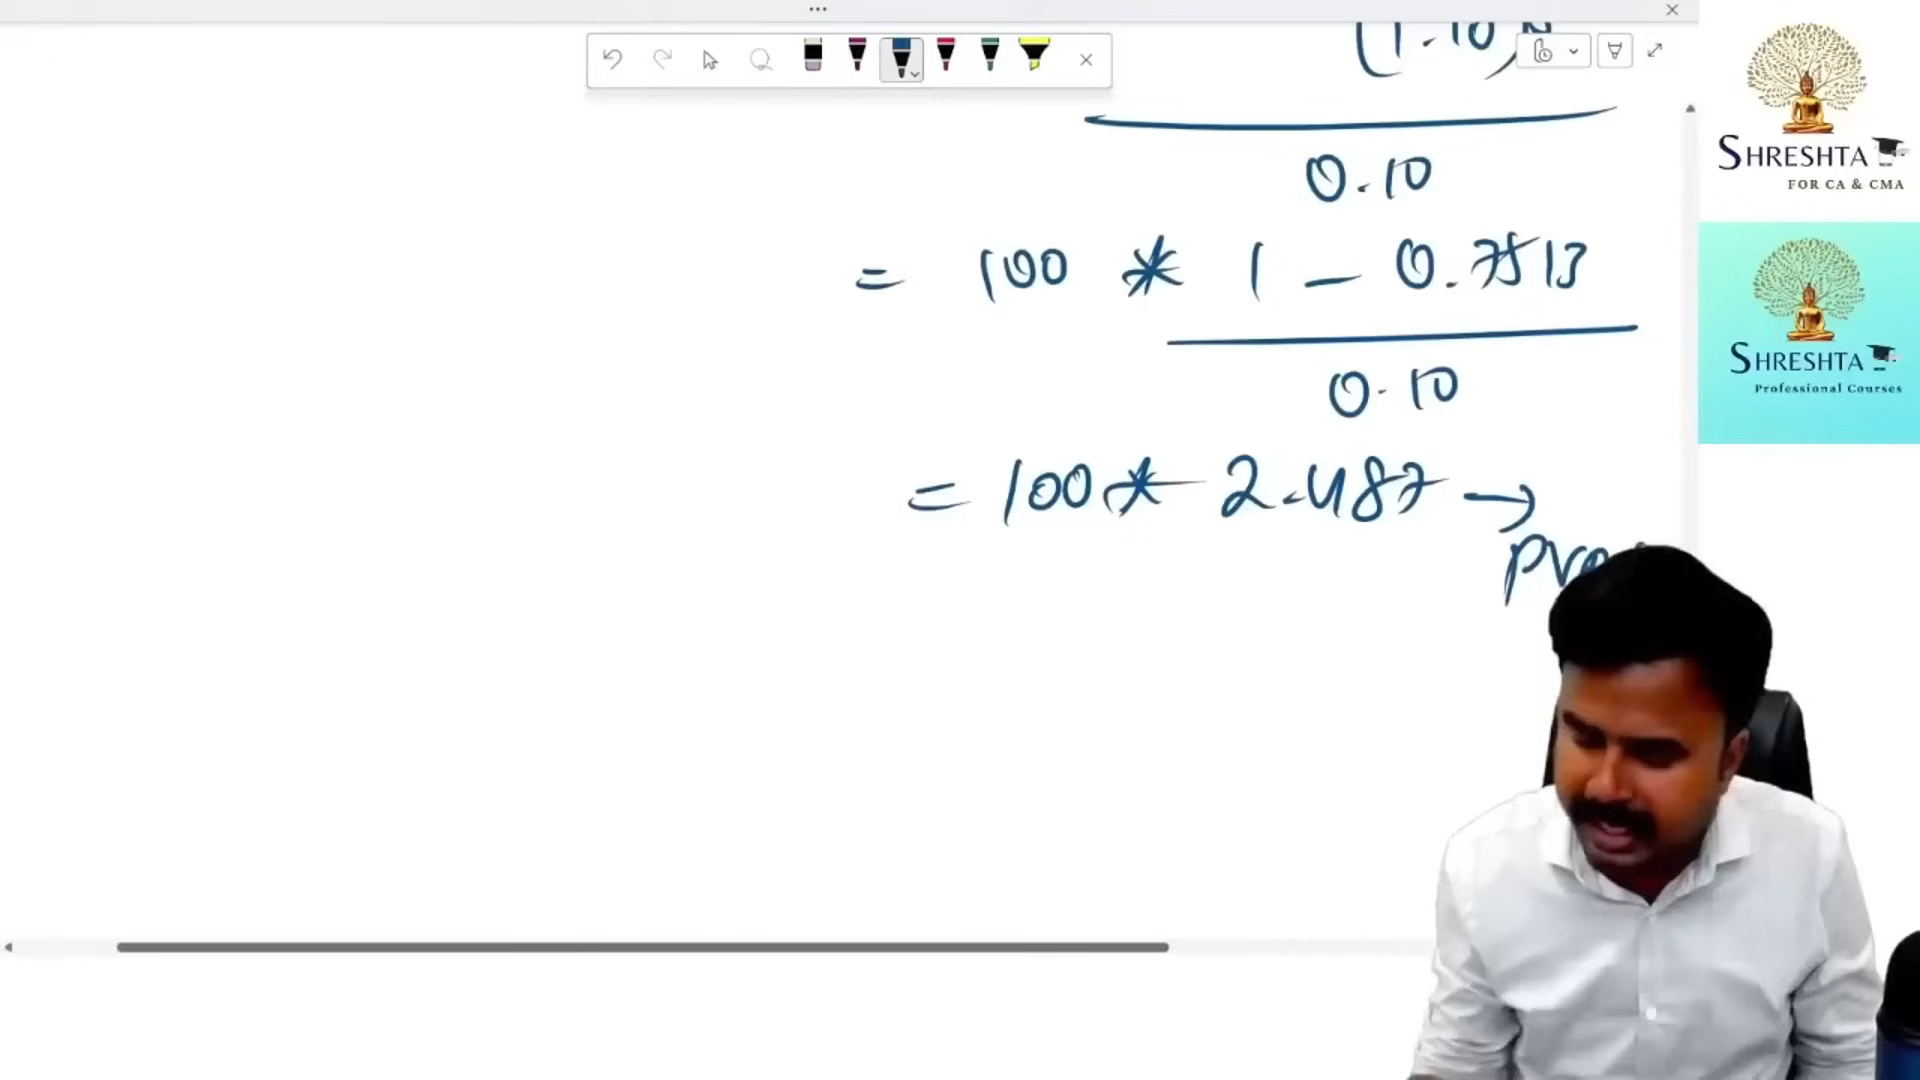 0.10
= 100 * 1 - 0.7513
0.10
= 100 * 2.487 →
SHRESHTA
FOR CA & CMA
SHRESHTA
Professional Courses